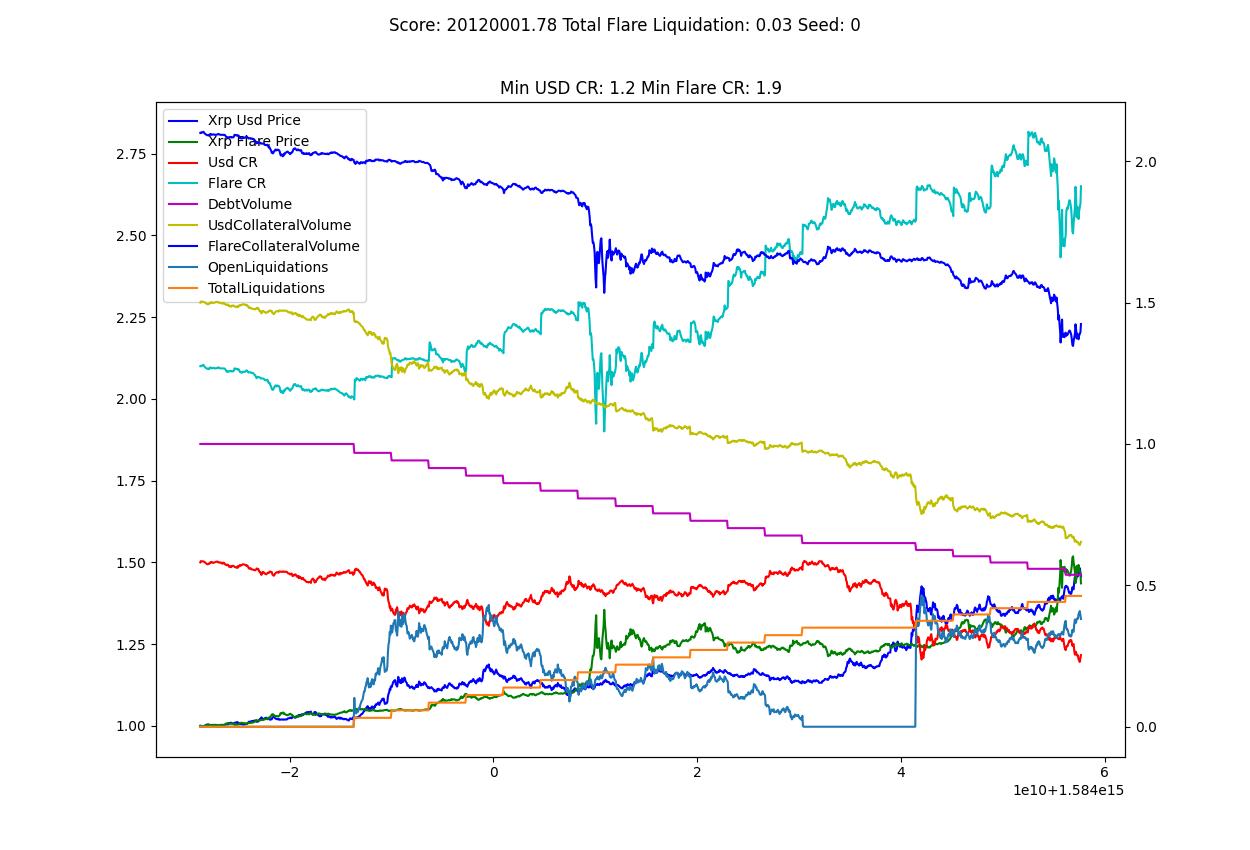 Score: 20120001.78 Total Flare Liquidation: 0.03 Seed: 0
Min USD CR: 1.2 Min Flare CR: 1.9
Xrp Usd Price
Xrp Flare Price
Usd CR
Flare CR
DebtVolume
UsdCollateralVolume
FlareCollateralVolume
OpenLiquidations
TotalLiquidations
2.75
2.50
2.25
2.00
1.75
1.50
1.25
1.00
2.0
1.5
1.0
0.5
0.0
−2
0
2
4
6
1e10+1.584e15